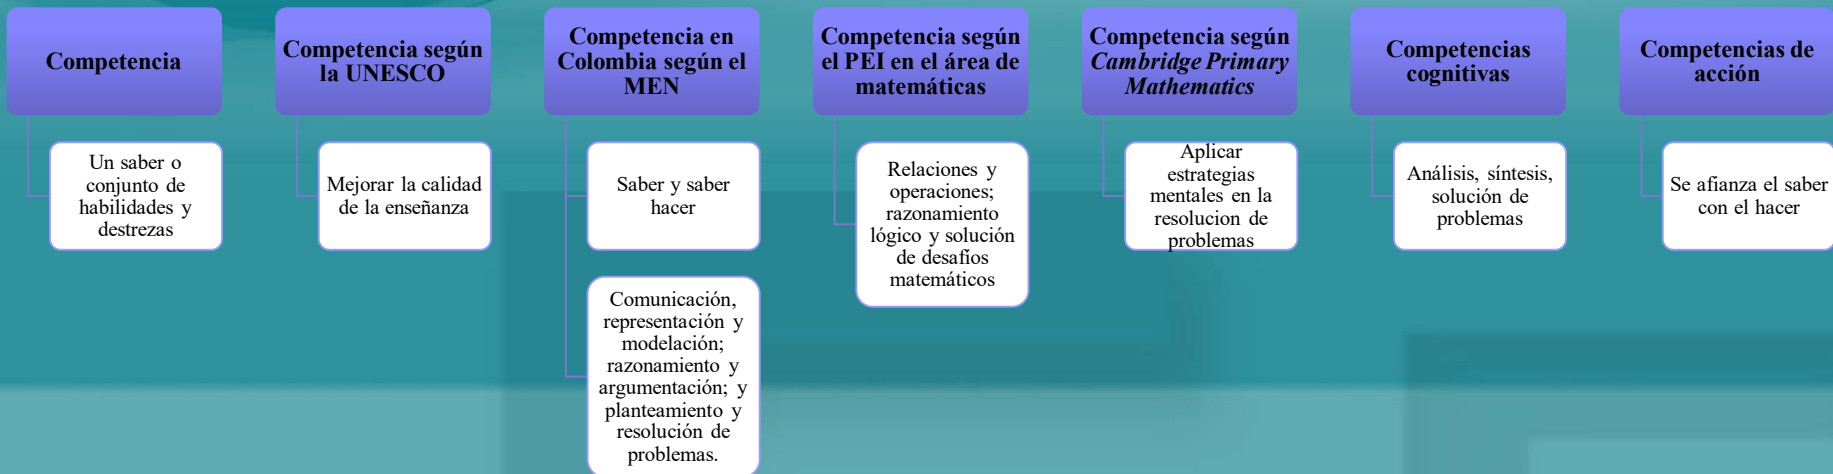 Competencia
Un saber o
conjunto de
habilidades y
destrezas
Competencia según
la UNESCO
Mejorar la calidad
de la enseñanza
Competencia en
Colombia según el
MEN
Saber y saber
hacer
Comunicación,
representación y
modelación;
razonamiento y
argumentación; y
planteamiento y
resolución de
problemas.
Competencia según
el PEI en el área de
matemáticas
Relaciones y
operaciones;
razonamiento
lógico y solución
de desafíos
matemáticos
Competencia según
Cambridge Primary
Mathematics
Aplicar
estrategias
mentales en la
resolucion de
problemas
Competencias
cognitivas
Análisis, síntesis,
solución de
problemas
Competencias de
acción
Se afianza el saber
con el hacer